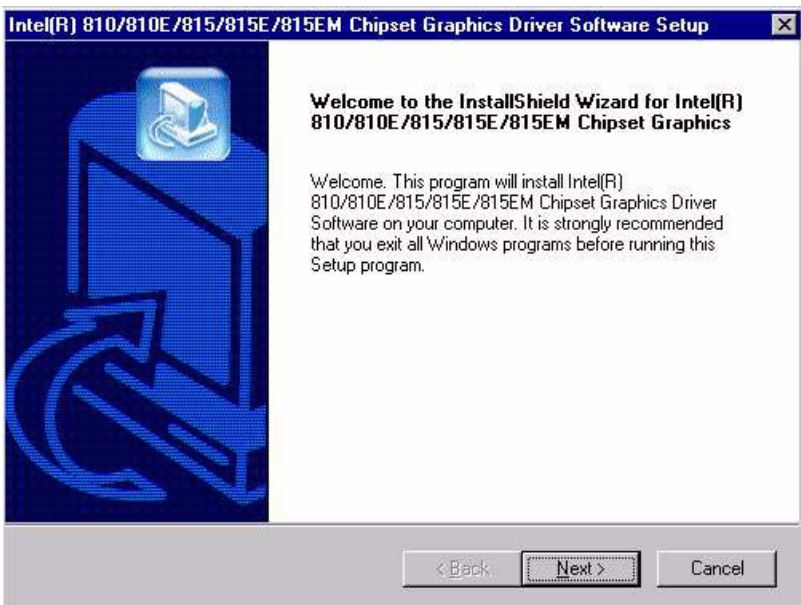 Intel(R) 810/810E/815/815E/815EM Chipset Graphics Driver Software Setup
Welcome to the InstallShield Wizard for Intel(R)
810/810E/815/815E/815EM Chipset Graphics
Welcome. This program will install Intel(R)
810/810E/815/815E/815EM Chipset Graphics Driver
Software on your computer. It is strongly recommended
that you exit all Windows programs before running this
Setup program.
< Back
Next >
Cancel